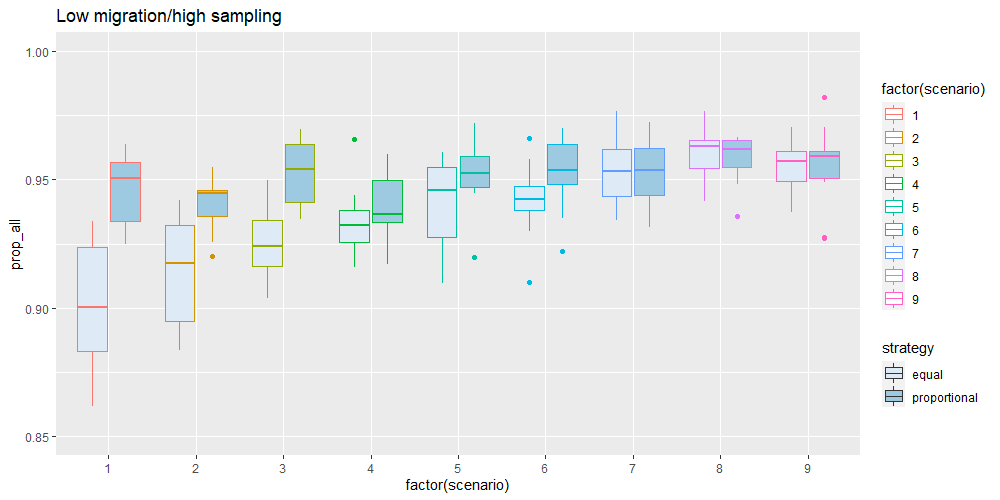 Low migration/high sampling
prop_all
1.00
0.95
0.90
0.85
1 2 3 4 5 6 7 8 9
factor(scenario)
factor(scenario)
1
2
3
4
5
6
7
8
9
strategy
equal
proportional